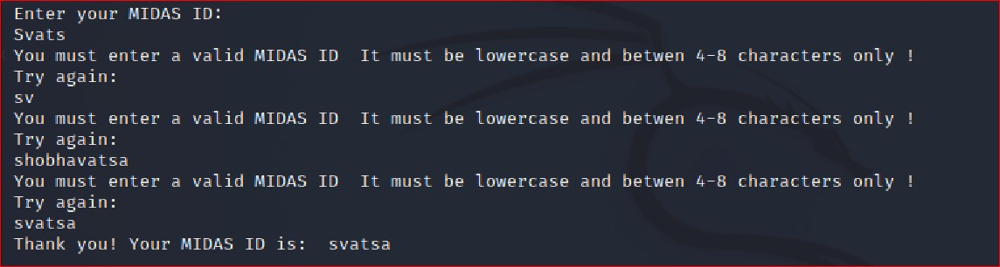 Enter your MIDAS ID:
Svats
You must enter a valid MIDAS ID  It must be lowercase and betwen 4-8 characters only !
Try again:
sv
You must enter a valid MIDAS ID  It must be lowercase and betwen 4-8 characters only !
Try again:
shobhavatsa
You must enter a valid MIDAS ID  It must be lowercase and betwen 4-8 characters only !
Try again:
svatsa
Thank you! Your MIDAS ID is:  svatsa